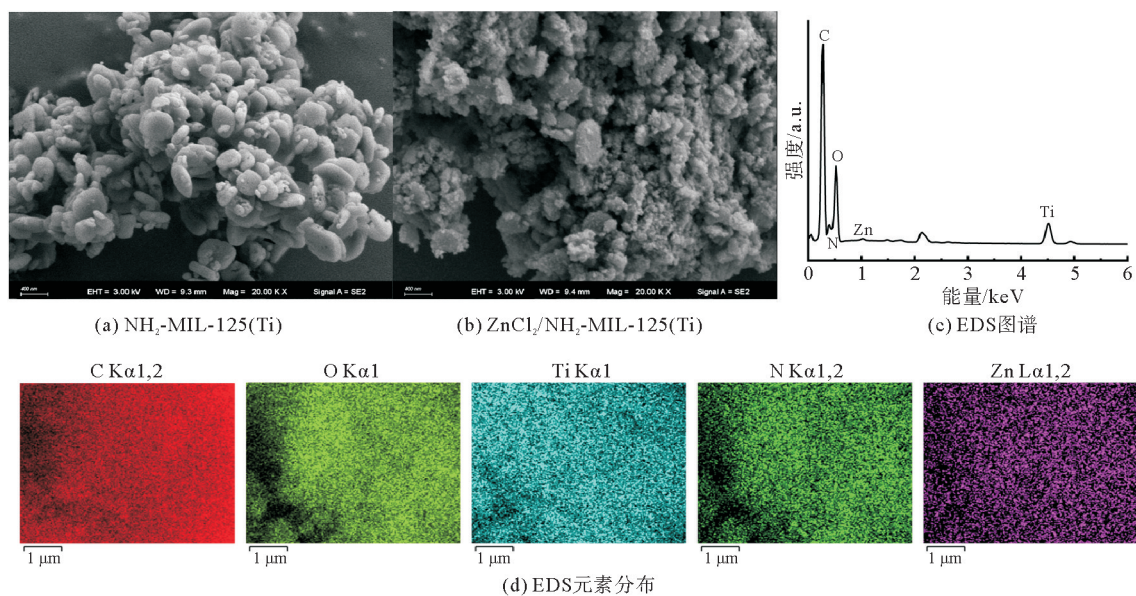 400 nm
EHT = 3.00 kV WD = 9.3 mm Mag = 20.00 K X Signal A = SE2
(a) NH₂-MIL-125(Ti)
400 nm
EHT = 3.00 kV WD = 9.4 mm Mag = 20.00 K X Signal A = SE2
(b) ZnCl₂/NH₂-MIL-125(Ti)
强度/a.u.
C
O
N
Zn
Ti
0 1 2 3 4 5 6
能量/keV
(c) EDS图谱
C Kα1,2
O Kα1
Ti Kα1
N Kα1,2
Zn Lα1,2
1 μm
1 μm
1 μm
1 μm
1 μm
(d) EDS元素分布